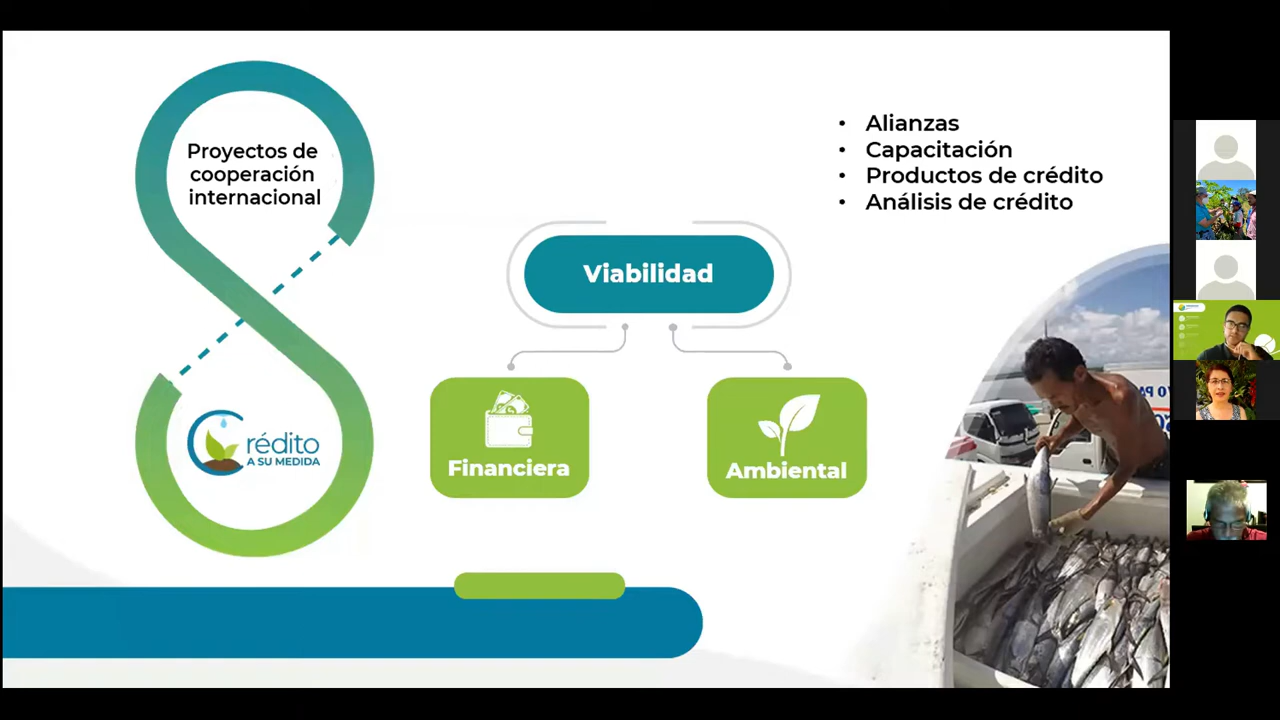 Proyectos de
cooperación
internacional
Crédito
A SU MEDIDA
Viabilidad
Financiera
Ambiental
• Alianzas
• Capacitación
• Productos de crédito
• Análisis de crédito